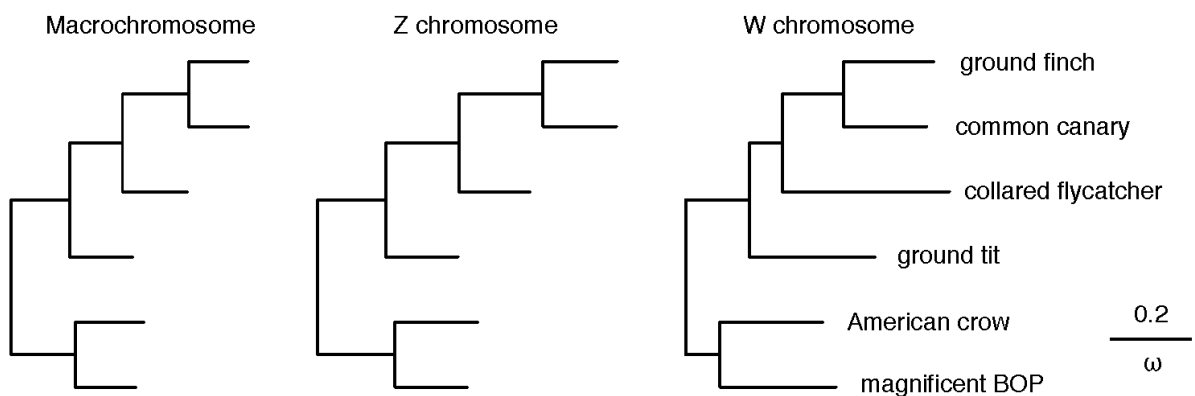 Macrochromosome
Z chromosome
W chromosome
ground finch
common canary
collared flycatcher
ground tit
American crow
magnificent BOP
0.2
ω